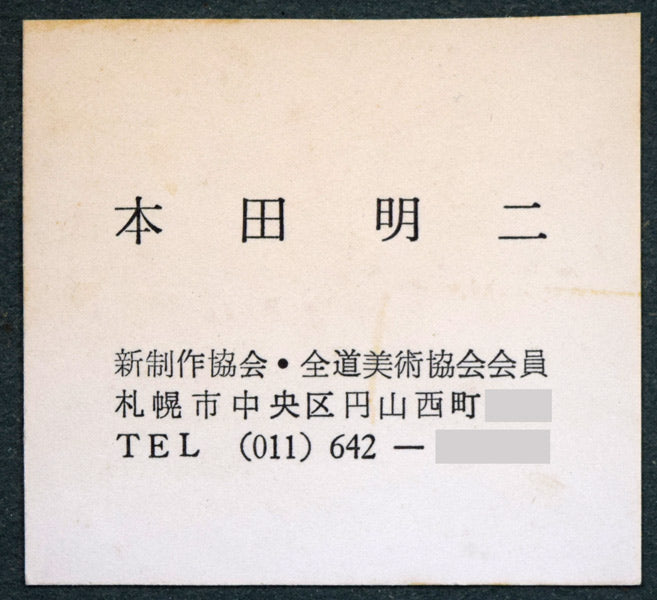 本田明二
新制作協会・全道美術協会会員
札幌市中央区円山西町
TEL (011) 642 —